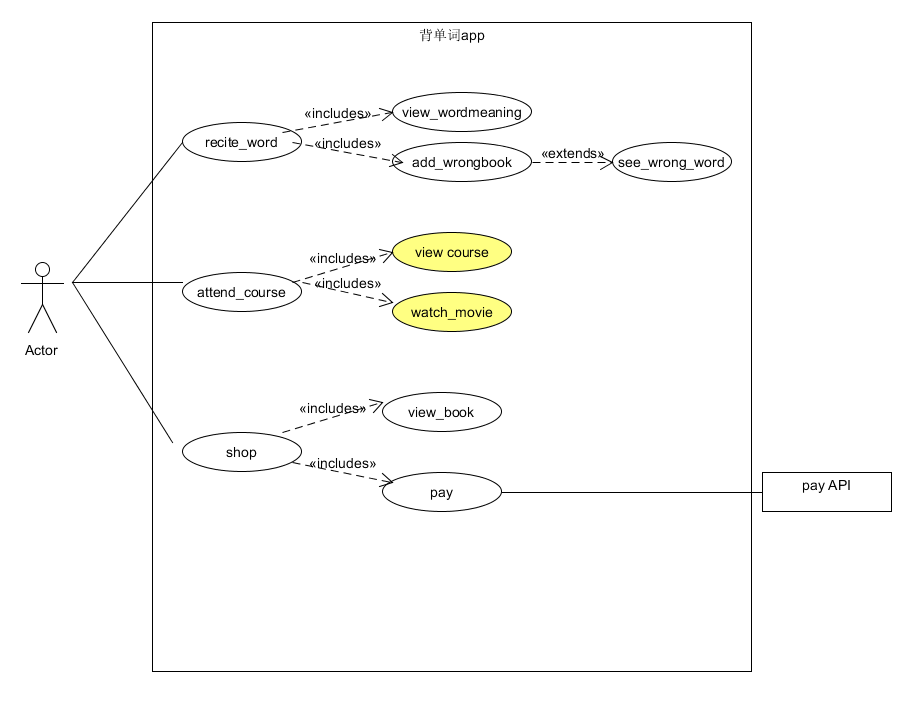 背单词app
«includes»
view_wordmeaning
recite_word
«includes»
add_wrongbook
«extends»
see_wrong_word
«includes»
view course
attend_course
«includes»
watch_movie
Actor
«includes»
view_book
shop
«includes»
pay
pay API